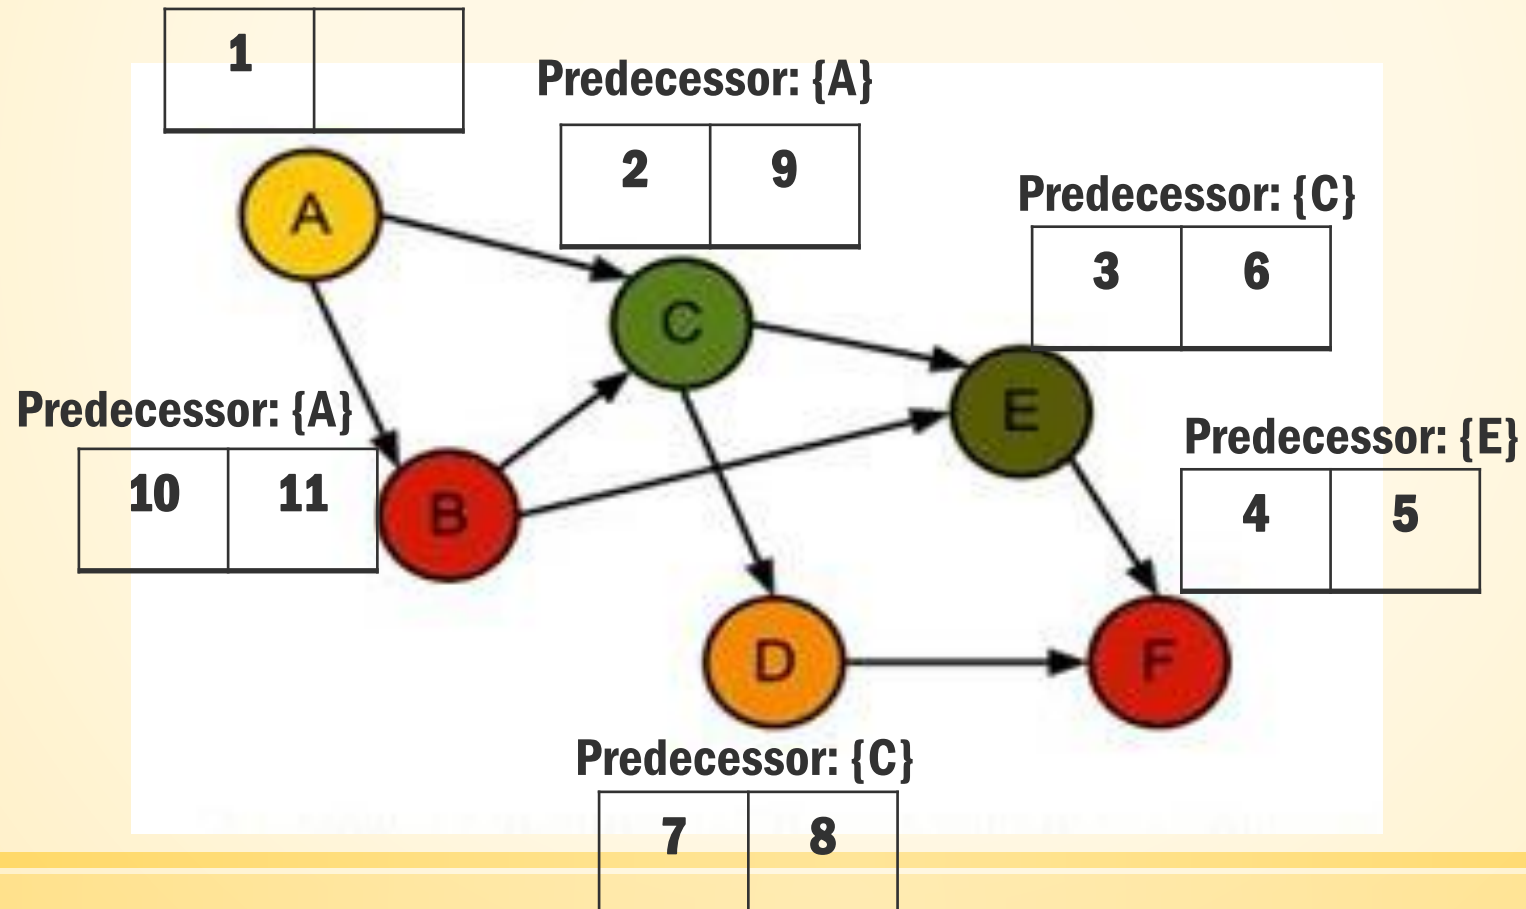 1
Predecessor: {A}
2 9
Predecessor: {C}
3 6
A
C
E
Predecessor: {A}
10 11
B
Predecessor: {E}
4 5
D
F
Predecessor: {C}
7 8